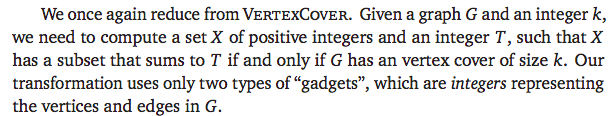 We once again reduce from VERTEXCOVER. Given a graph G and an integer k,
we need to compute a set X of positive integers and an integer T, such that X
has a subset that sums to T if and only if G has an vertex cover of size k. Our
transformation uses only two types of “gadgets”, which are integers representing
the vertices and edges in G.